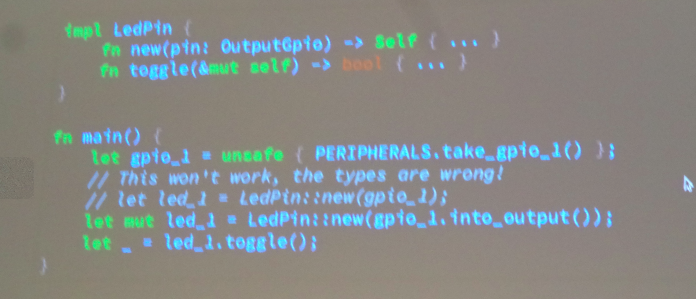 impl LedPin {
fn new(pin: OutputGpio) -> Self { ... }
fn toggle(&mut self) -> bool { ... }
}
fn main() {
let gpio_1 = unsafe { PERIPHERALS.take_gpio_1() };
// This won't work, the types are wrong!
// let led_1 = LedPin::new(gpio_1);
let mut led_1 = LedPin::new(gpio_1.into_output());
let _ = led_1.toggle();
}